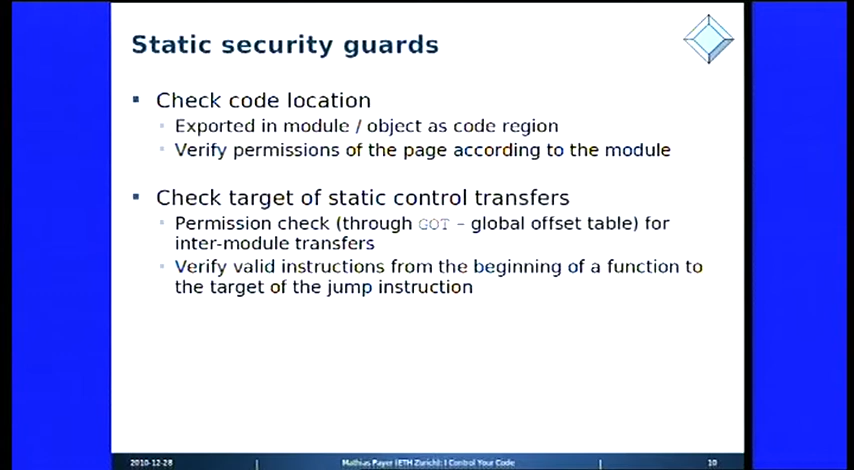 Static security guards
Check code location
Exported in module / object as code region
Verify permissions of the page according to the module
Check target of static control transfers
Permission check (through GOT – global offset table) for
inter-module transfers
Verify valid instructions from the beginning of a function to
the target of the jump instruction
2010-12-28
Mathias Payer (ETH Zurich): I Control Your Code
10